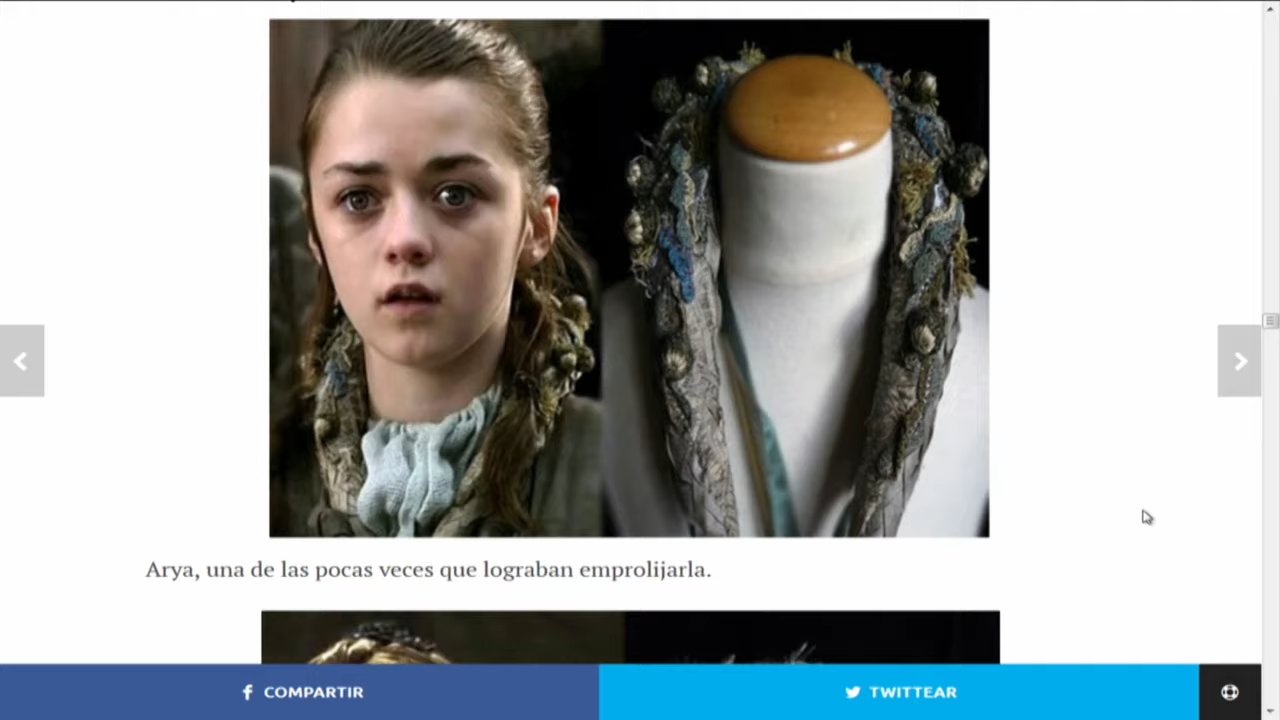 Arya, una de las pocas veces que lograban emprolijarla.
COMPARTIR
TWITTEAR